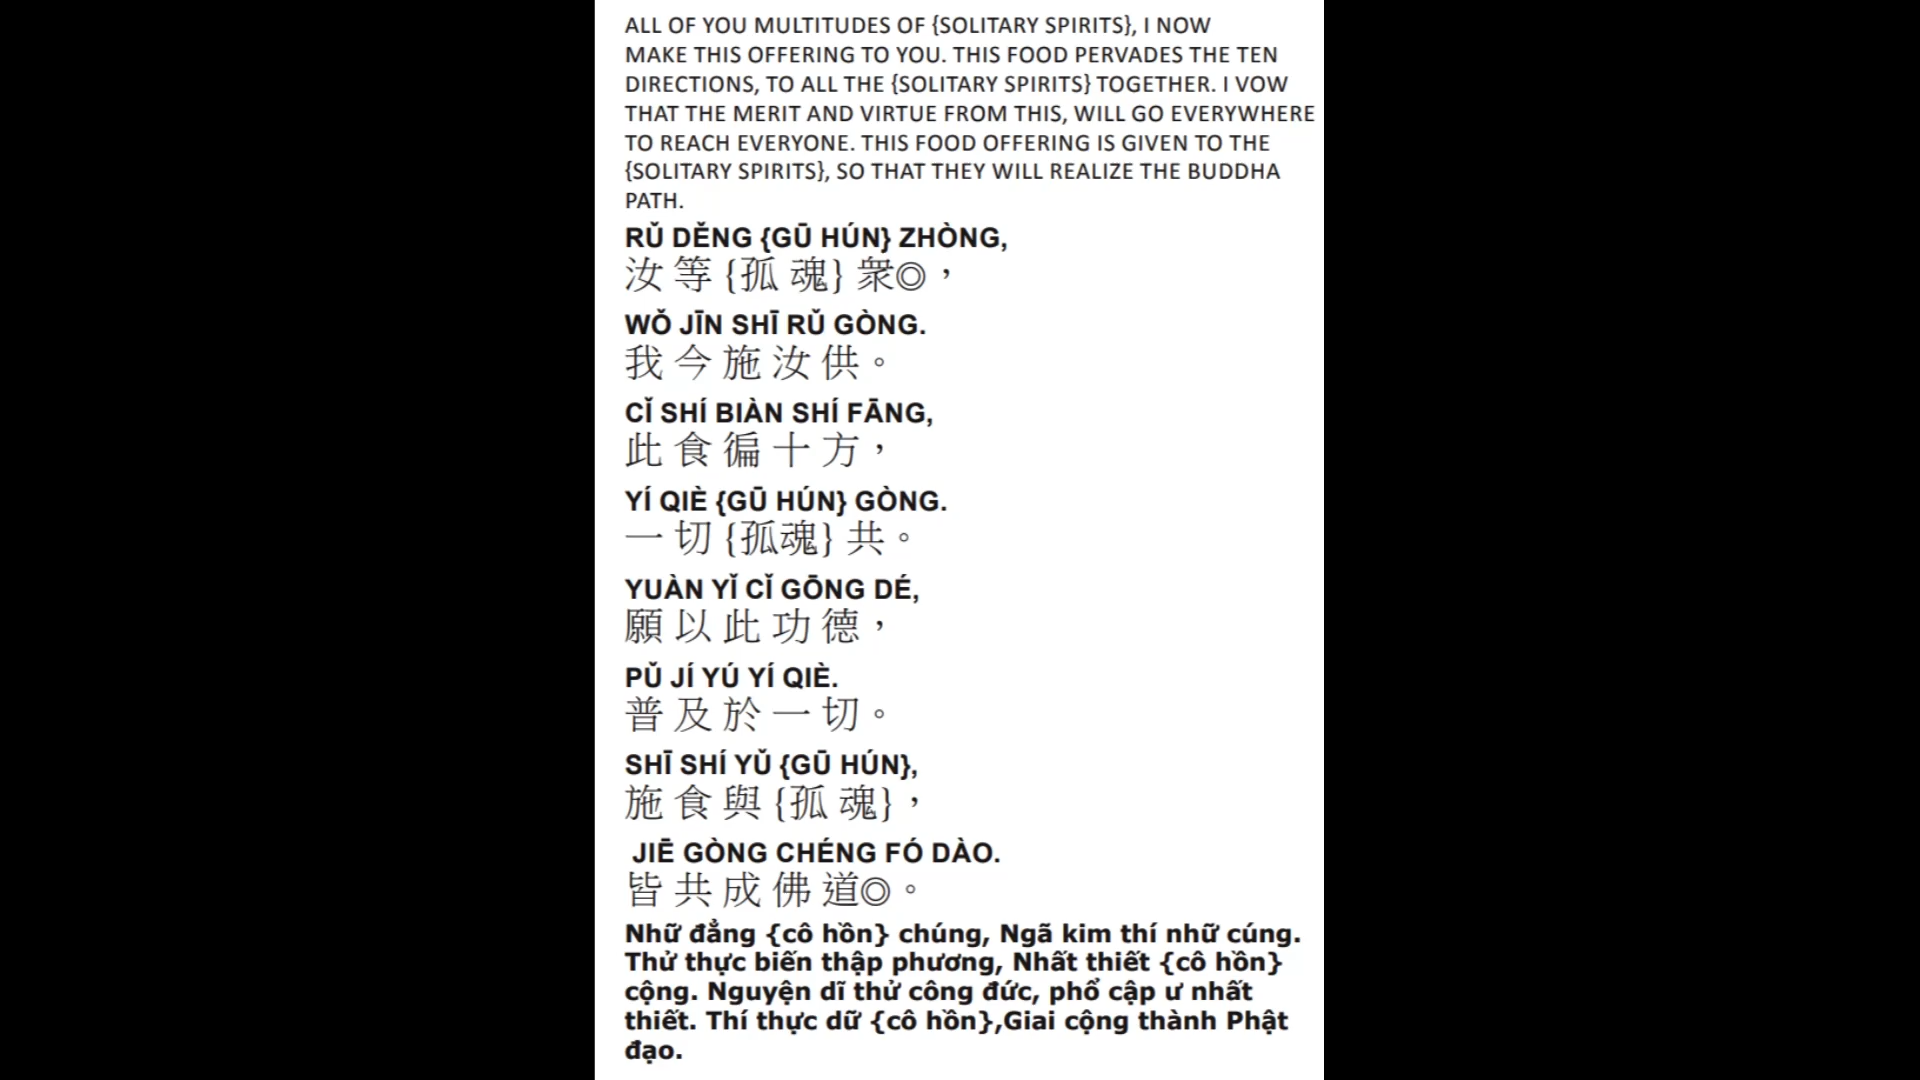 ALL OF YOU MULTITUDES OF {SOLITARY SPIRITS}, I NOW
MAKE THIS OFFERING TO YOU. THIS FOOD PERVADES THE TEN
DIRECTIONS, TO ALL THE {SOLITARY SPIRITS} TOGETHER. I VOW
THAT THE MERIT AND VIRTUE FROM THIS, WILL GO EVERYWHERE
TO REACH EVERYONE. THIS FOOD OFFERING IS GIVEN TO THE
{SOLITARY SPIRITS}, SO THAT THEY WILL REALIZE THE BUDDHA
PATH.
RǓ DĚNG {GŪ HÚN} ZHÒNG,
汝 等 {孤 魂} 衆◎，
WǑ JĪN SHĪ RǓ GÒNG.
我 今 施 汝 供。
CǏ SHÍ BIÀN SHÍ FĀNG,
此 食 徧 十 方，
YÍ QIÈ {GŪ HÚN} GÒNG.
一 切 {孤魂} 共。
YUÀN YǏ CǏ GŌNG DÉ,
願 以 此 功 德，
PǓ JÍ YÚ YÍ QIÈ.
普 及 於 一 切。
SHĪ SHÍ YǓ {GŪ HÚN},
施 食 與 {孤 魂}，
JIĒ GÒNG CHÉNG FÓ DÀO.
皆 共 成 佛 道◎。
Nhữ đẳng {cô hồn} chúng, Ngã kim thí nhữ cúng.
Thử thực biến thập phương, Nhất thiết {cô hồn}
cộng. Nguyện dĩ thử công đức, phổ cập ư nhất
thiết. Thí thực dữ {cô hồn},Giai cộng thành Phật
đạo.